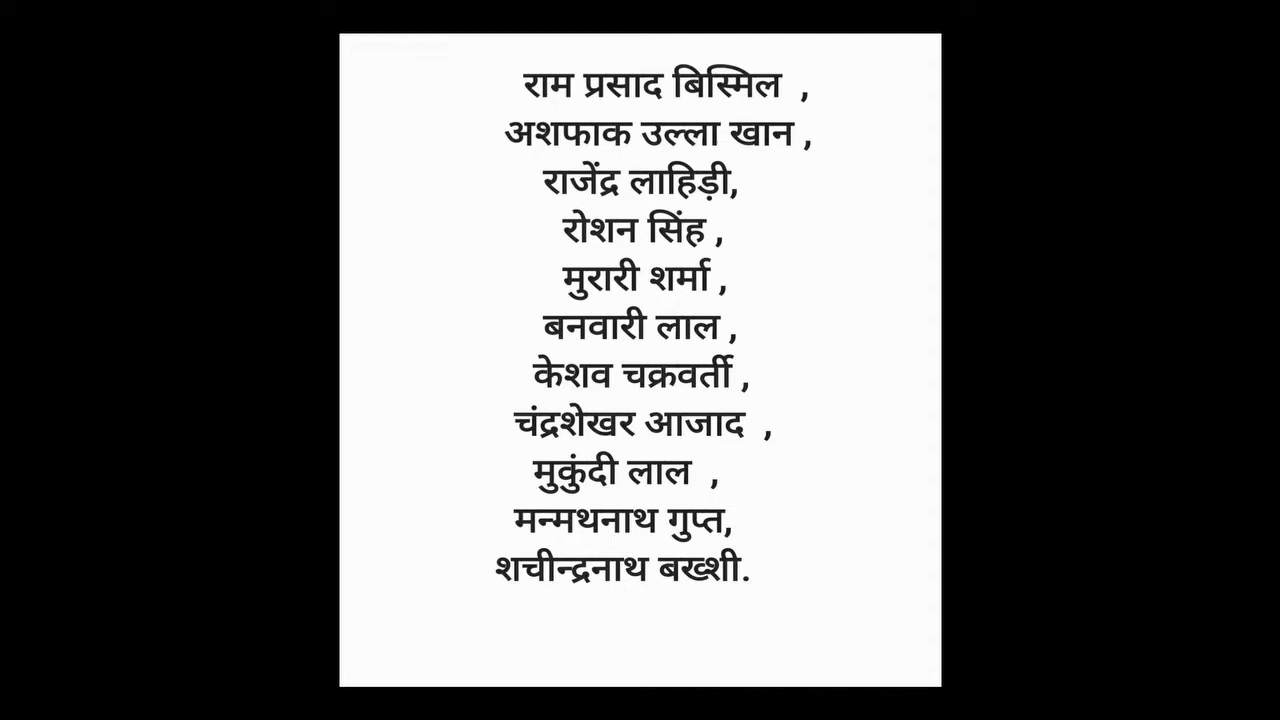 राम प्रसाद बिस्मिल ,
अशफाक उल्ला खान ,
राजेंद्र लाहिड़ी,
रोशन सिंह ,
मुरारी शर्मा ,
बनवारी लाल ,
केशव चक्रवर्ती ,
चंद्रशेखर आजाद ,
मुकुंदी लाल ,
मन्मथनाथ गुप्त,
शचीन्द्रनाथ बख्शी.